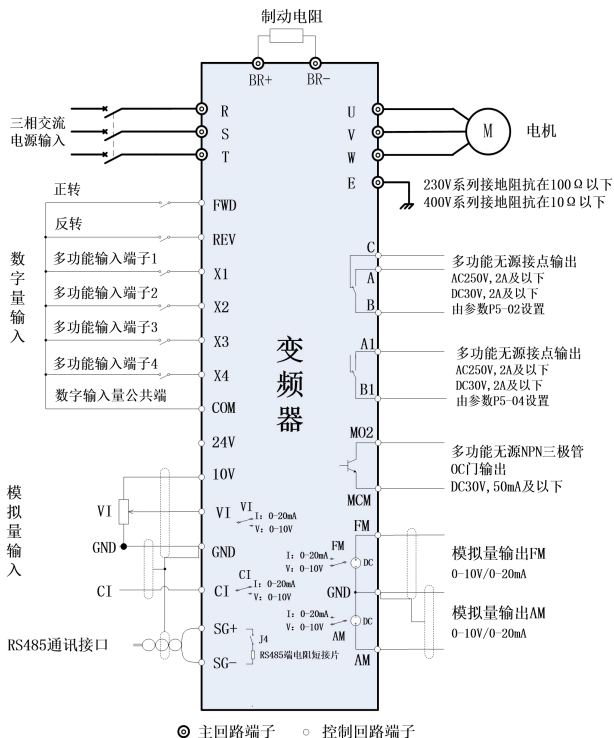 制动电阻
BR+ BR-
三相交流
电源输入
R
S
T
U
V
W
E
M
电机
230V系列接地阻抗在100Ω以下
400V系列接地阻抗在10Ω以下
数字量输入
正转
FWD
反转
REV
多功能输入端子1
X1
多功能输入端子2
X2
多功能输入端子3
X3
多功能输入端子4
X4
数字输入量公共端
COM
24V
变频器
C
A
B
多功能无源接点输出
AC250V,2A及以下
DC30V,2A及以下
由参数P5-02设置
A1
B1
多功能无源接点输出
AC250V,2A及以下
DC30V,2A及以下
由参数P5-04设置
MO2
MCM
多功能无源NPN三极管
OC门输出
DC30V,50mA及以下
模拟量输入
10V
VI
VI
VI
I: 0-20mA
V: 0-10V
GND
GND
CI
CI
CI
I: 0-20mA
V: 0-10V
FM
FM
I: 0-20mA
V: 0-10V
DC
GND
I: 0-20mA
V: 0-10V
DC
AM
AM
模拟量输出FM
0-10V/0-20mA
模拟量输出AM
0-10V/0-20mA
RS485通讯接口
SG+
SG-
J4
RS485端电阻短接片
主回路端子 控制回路端子